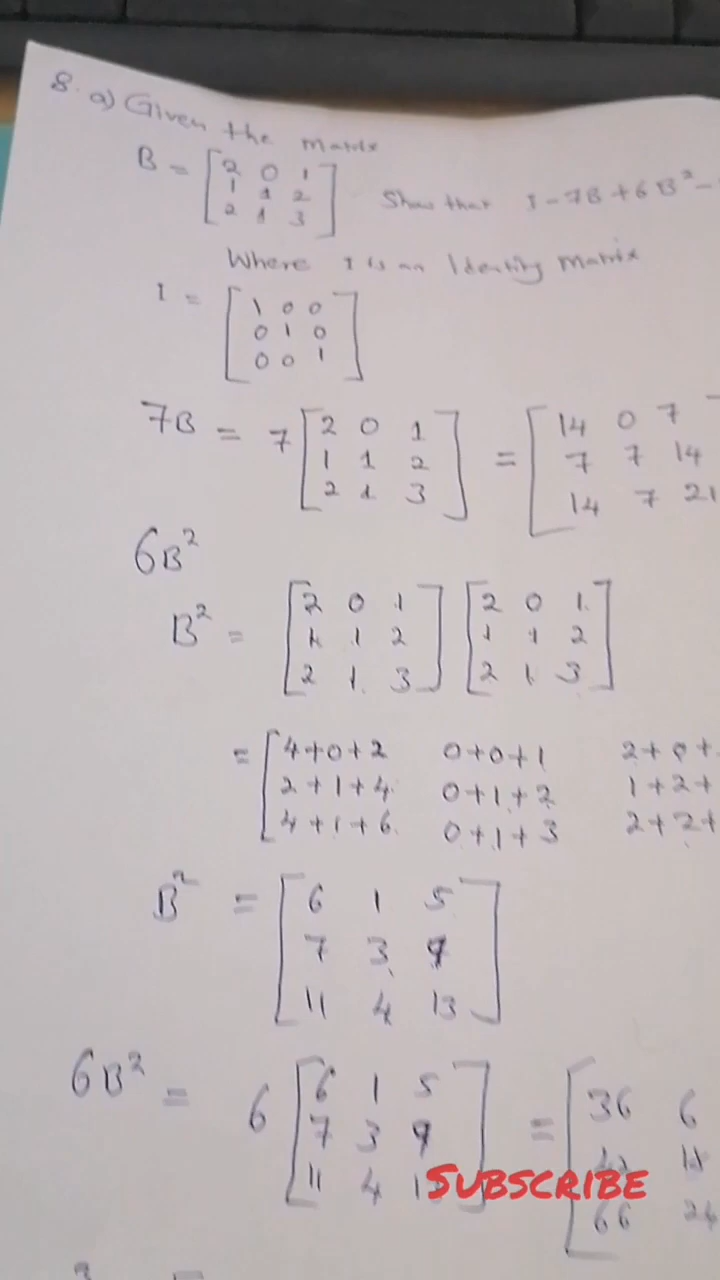 8. a) Given the matrix
B = [2 0 1
1 1 2
2 1 3] Show that I - 7B + 6B² -
Where I is an Identity matrix
I = [1 0 0
0 1 0
0 0 1]
7B = 7 [2 0 1
1 1 2
2 1 3] = [14 0 7
7 7 14
14 7 21
6B²
B² = [2 0 1
1 1 2
2 1 3] [2 0 1
1 1 2
2 1 3]
= [4+0+2 0+0+1 2+0+
2+1+4 0+1+2 1+2+
4+1+6 0+1+3 2+2+
B² = [6 1 5
7 3 9
11 4 13]
6B² = 6 [6 1 5
7 3 9
11 4 1] = [36 6
42 18
66 24
SUBSCRIBE